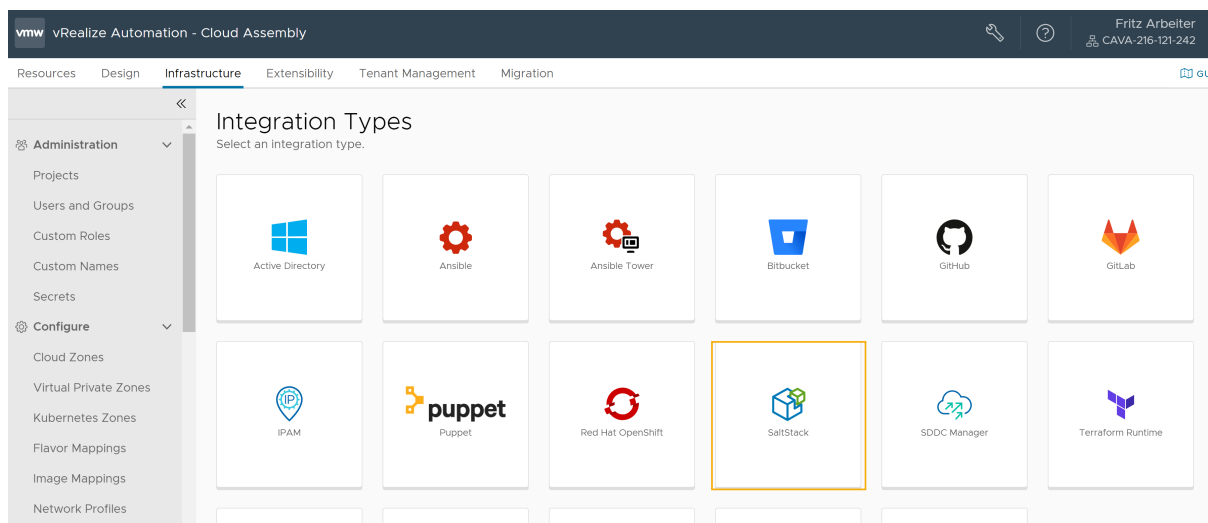 vmw vRealize Automation - Cloud Assembly
Fritz Arbeiter
CAVA-216-121-242
Resources Design Infrastructure Extensibility Tenant Management Migration
GU
Administration
Projects
Users and Groups
Custom Roles
Custom Names
Secrets
Configure
Cloud Zones
Virtual Private Zones
Kubernetes Zones
Flavor Mappings
Image Mappings
Network Profiles
Integration Types
Select an integration type.
Active Directory
Ansible
Ansible Tower
Bitbucket
GitHub
GitLab
IP
IPAM
puppet
Puppet
Red Hat OpenShift
SaltStack
SDDC Manager
Terraform Runtime